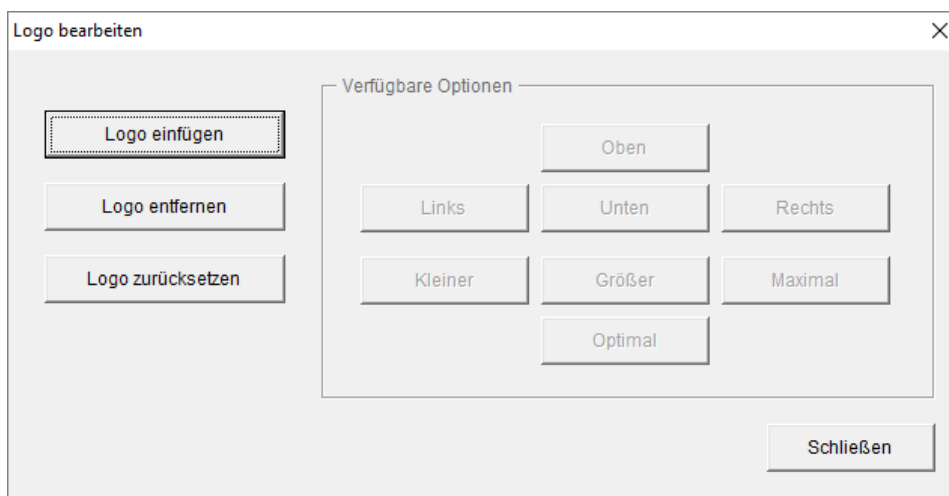 Logo bearbeiten
Verfügbare Optionen
Logo einfügen
Oben
Logo entfernen
Links
Unten
Rechts
Logo zurücksetzen
Kleiner
Größer
Maximal
Optimal
Schließen